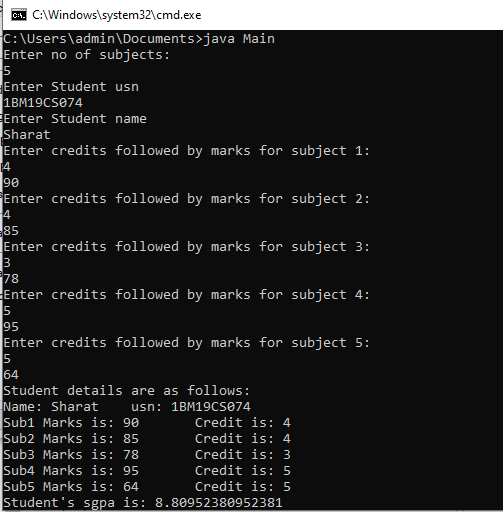 C:\Windows\system32\cmd.exe
C:\Users\admin\Documents>java Main
Enter no of subjects:
5
Enter Student usn
1BM19CS074
Enter Student name
Sharat
Enter credits followed by marks for subject 1:
4
90
Enter credits followed by marks for subject 2:
4
85
Enter credits followed by marks for subject 3:
3
78
Enter credits followed by marks for subject 4:
5
95
Enter credits followed by marks for subject 5:
5
64
Student details are as follows:
Name: Sharat    usn: 1BM19CS074
Sub1 Marks is: 90       Credit is: 4
Sub2 Marks is: 85       Credit is: 4
Sub3 Marks is: 78       Credit is: 3
Sub4 Marks is: 95       Credit is: 5
Sub5 Marks is: 64       Credit is: 5
Student's sgpa is: 8.80952380952381